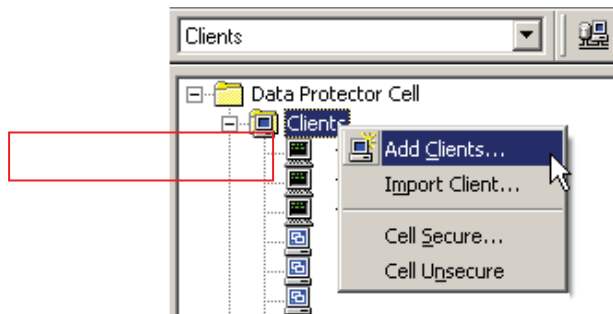 Clients
Data Protector Cell
Clients
Add Clients...
Import Client...
Cell Secure...
Cell Unsecure